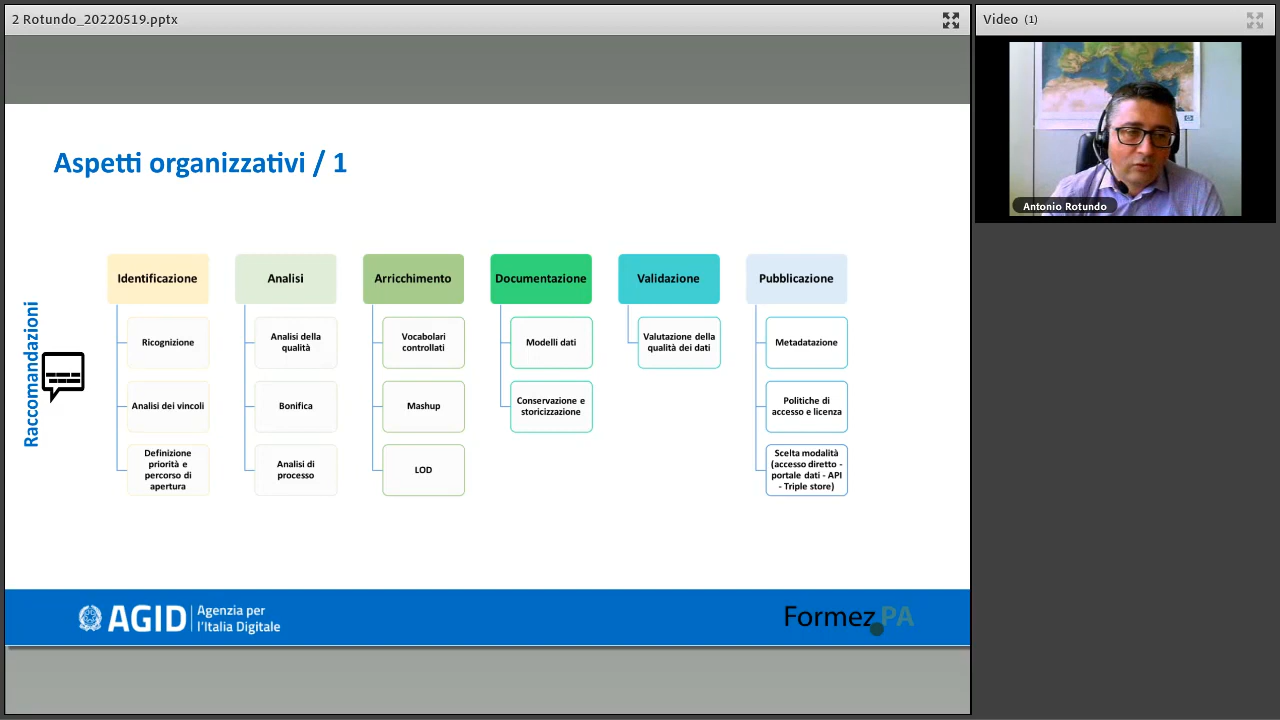 2 Rotundo_20220519.pptx
Video (1)
Antonio Rotundo
Aspetti organizzativi / 1
Raccomandazioni
Identificazione
Ricognizione
Analisi dei vincoli
Definizione
priorità e
percorso di
apertura
Analisi
Analisi della
qualità
Bonifica
Analisi di
processo
Arricchimento
Vocabolari
controllati
Mashup
LOD
Documentazione
Modelli dati
Conservazione e
storicizzazione
Validazione
Valutazione della
qualità dei dati
Pubblicazione
Metadatazione
Politiche di
accesso e licenza
Scelta modalità
(accesso diretto -
portale dati - API
- Triple store)
AGID
Agenzia per
l'Italia Digitale
Formez PA